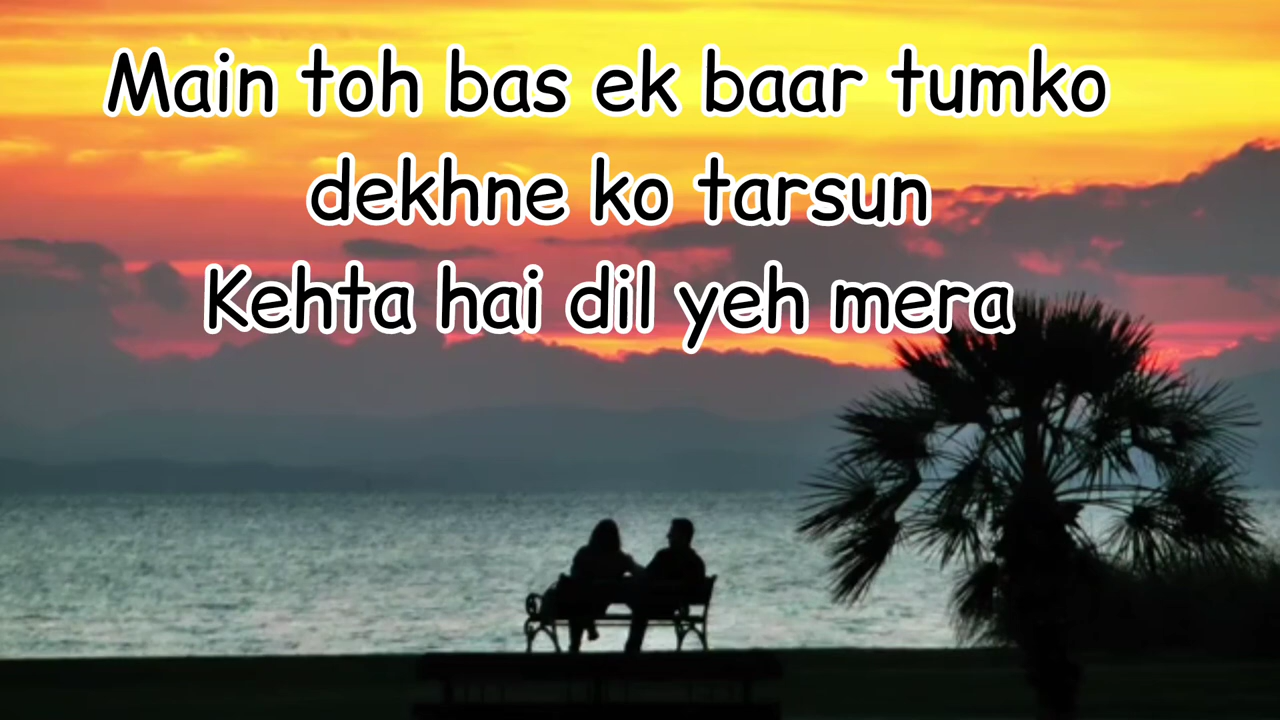 Main toh bas ek baar tumko
dekhne ko tarsun
Kehta hai dil yeh mera